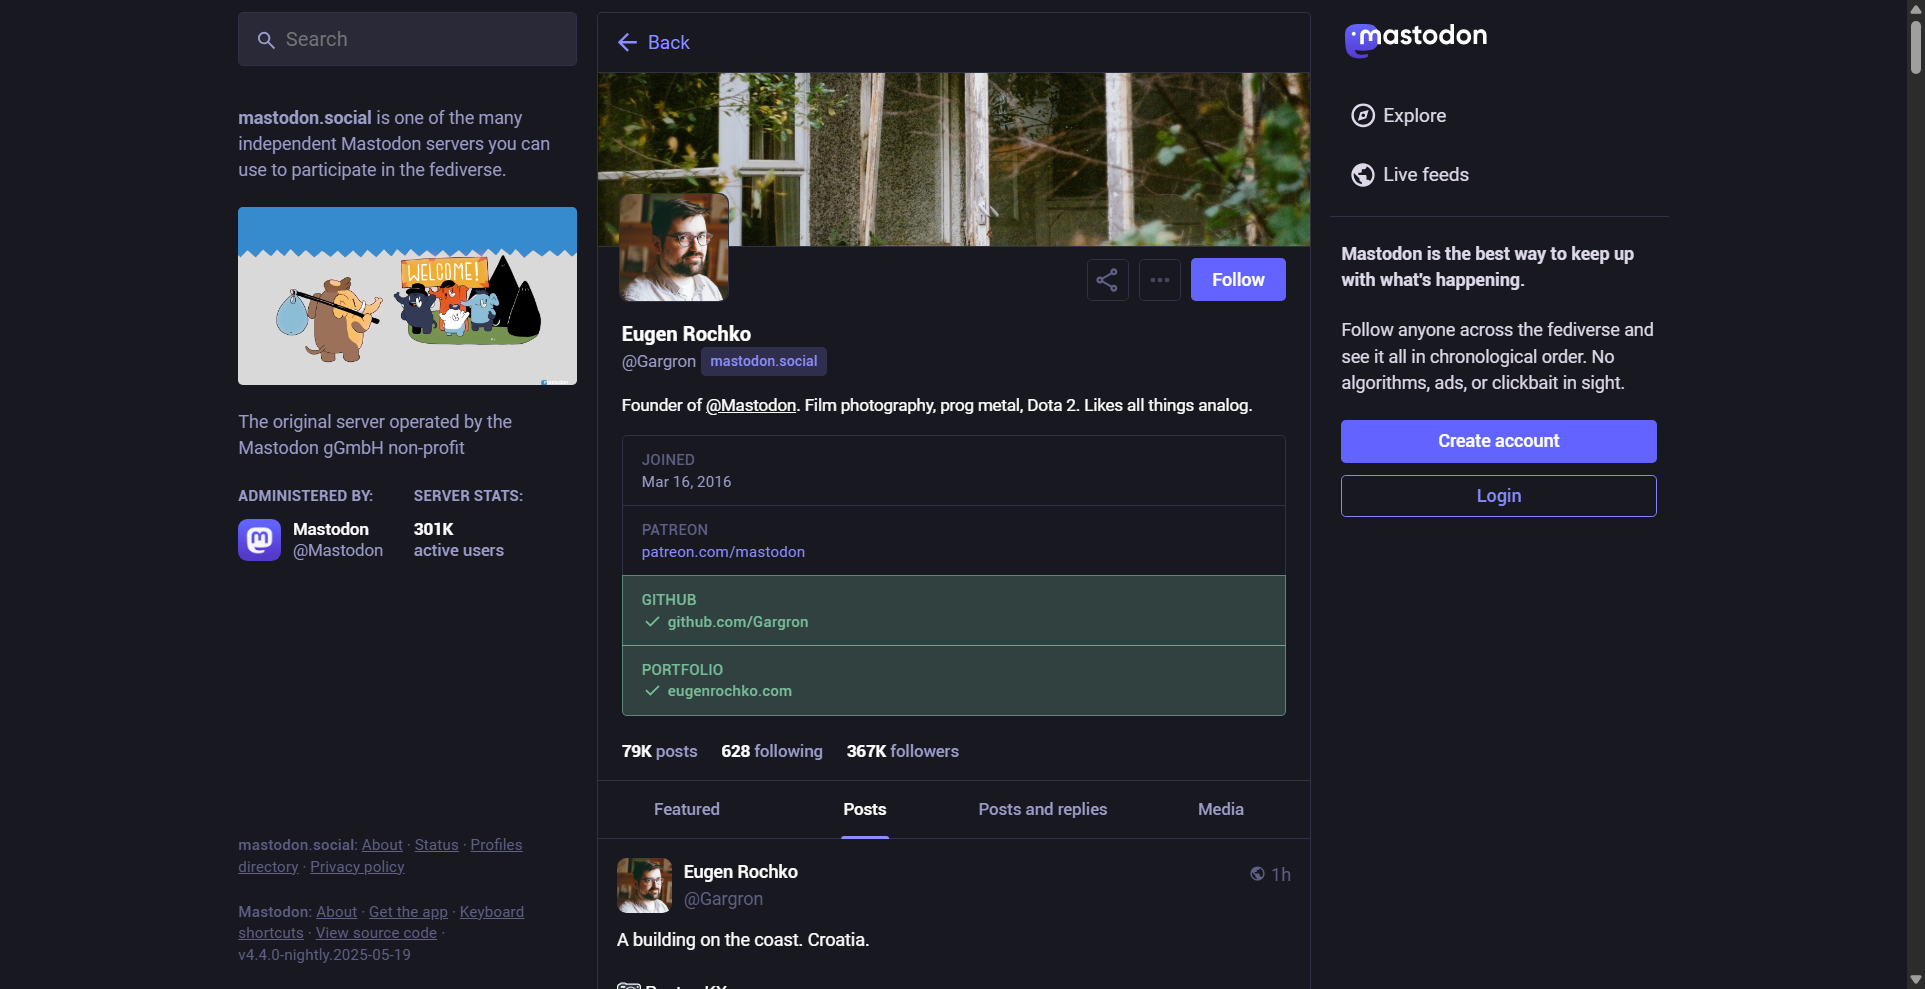 Search
mastodon.social is one of the many
independent Mastodon servers you can
use to participate in the fediverse.
WELCOME!
The original server operated by the
Mastodon gGmbH non-profit
ADMINISTERED BY:
Mastodon
@Mastodon
SERVER STATS:
301K
active users
mastodon.social: About · Status · Profiles
directory · Privacy policy
Mastodon: About · Get the app · Keyboard
shortcuts · View source code ·
v4.4.0-nightly.2025-05-19
Back
Follow
Eugen Rochko
@Gargron mastodon.social
Founder of @Mastodon. Film photography, prog metal, Dota 2. Likes all things analog.
JOINED
Mar 16, 2016
PATREON
patreon.com/mastodon
GITHUB
✓ github.com/Gargron
PORTFOLIO
✓ eugenrochko.com
79K posts 628 following 367K followers
Featured Posts Posts and replies Media
Eugen Rochko
@Gargron
1h
A building on the coast. Croatia.
mastodon
Explore
Live feeds
Mastodon is the best way to keep up
with what's happening.
Follow anyone across the fediverse and
see it all in chronological order. No
algorithms, ads, or clickbait in sight.
Create account
Login